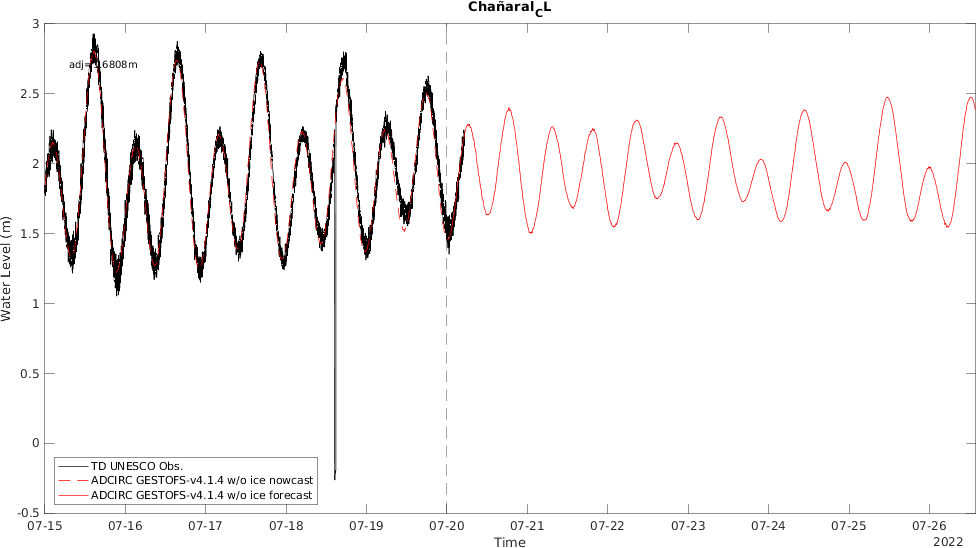 Chañaral_CL
3
adj=1.16808m
2.5
2
1.5
1
0.5
0
-0.5
Water Level (m)
TD UNESCO Obs.
ADCIRC GESTOFS-v4.1.4 w/o ice nowcast
ADCIRC GESTOFS-v4.1.4 w/o ice forecast
07-15 07-16 07-17 07-18 07-19 07-20 07-21 07-22 07-23 07-24 07-25 07-26
Time
2022